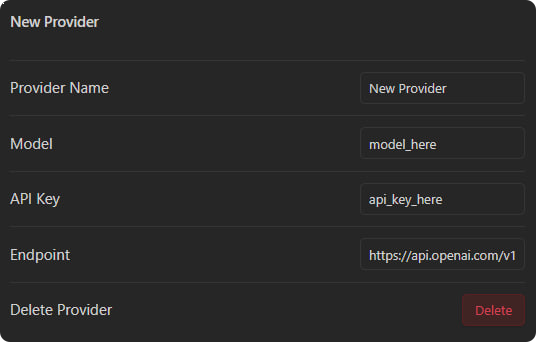 New Provider
Provider Name New Provider
Model model_here
API Key api_key_here
Endpoint https://api.openai.com/v1
Delete Provider Delete